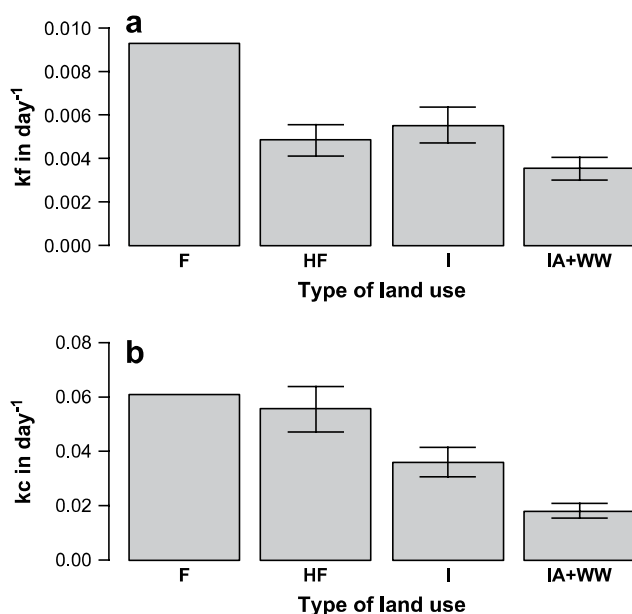 a
kf in day-1
0.010
0.008
0.006
0.004
0.002
0.000
F HF I IA+WW
Type of land use
b
kc in day-1
0.08
0.06
0.04
0.02
0.00
F HF I IA+WW
Type of land use